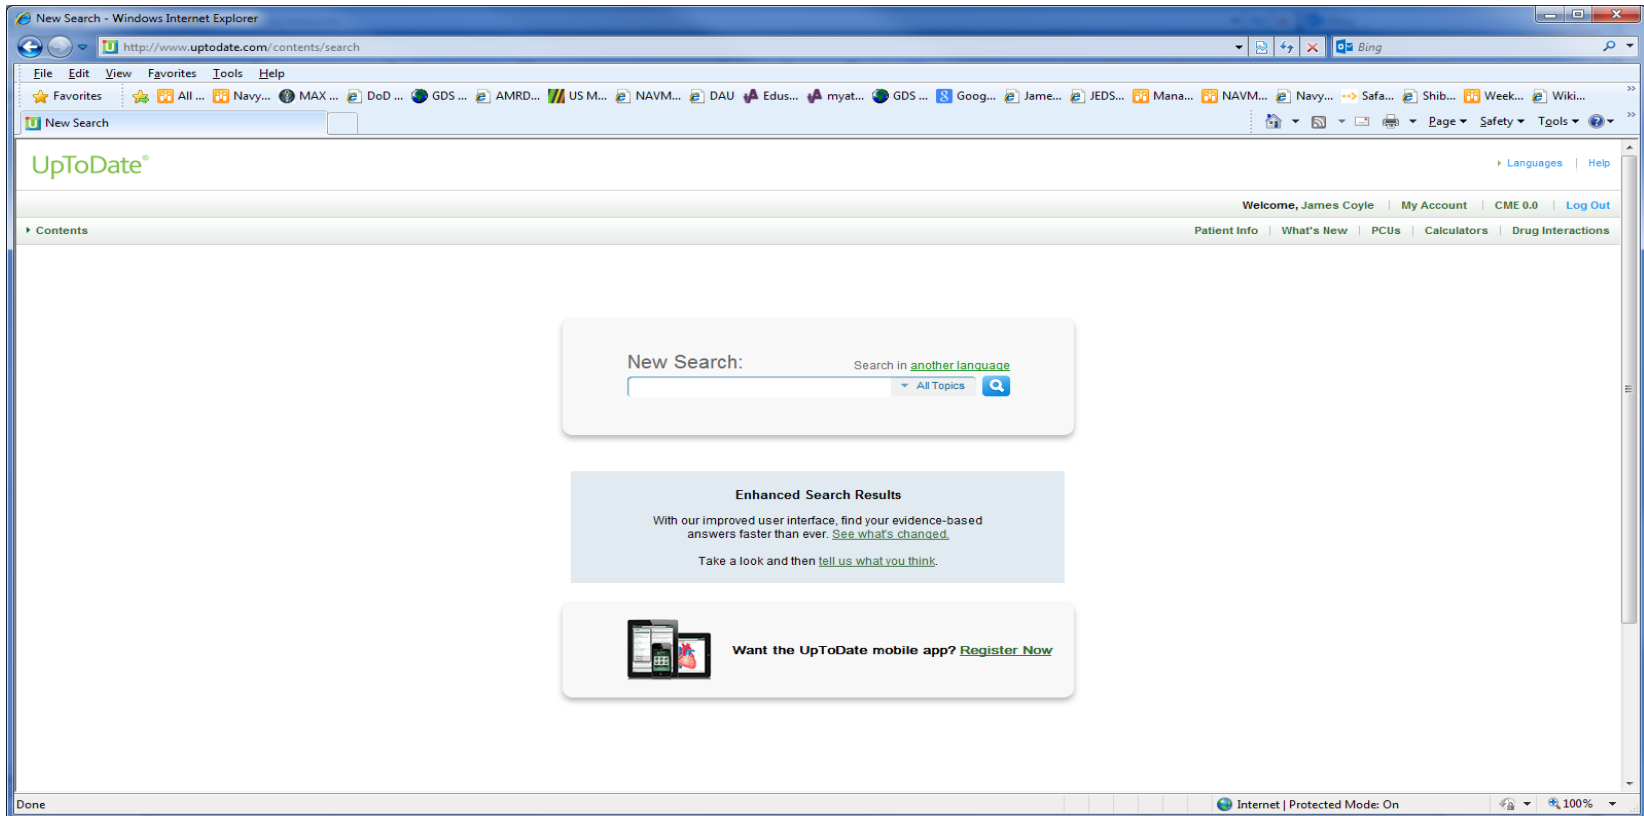 New Search - Windows Internet Explorer
http://www.uptodate.com/contents/search
Bing
File Edit View Favorites Tools Help
Favorites All ... Navy... MAX ... DoD ... GDS ... AMRD... US M... NAVM... DAU Edus... myat... GDS ... Goog... Jame... JEDS... Mana... NAVM... Navy... Safa... Shib... Week... Wiki...
New Search Page Safety Tools
UpToDate®
Languages | Help
Welcome, James Coyle | My Account | CME 0.0 | Log Out
Contents Patient Info | What's New | PCUs | Calculators | Drug Interactions
New Search: Search in another language
All Topics
Enhanced Search Results
With our improved user interface, find your evidence-based
answers faster than ever. See what's changed.
Take a look and then tell us what you think.
Want the UpToDate mobile app? Register Now
Done Internet | Protected Mode: On 100%